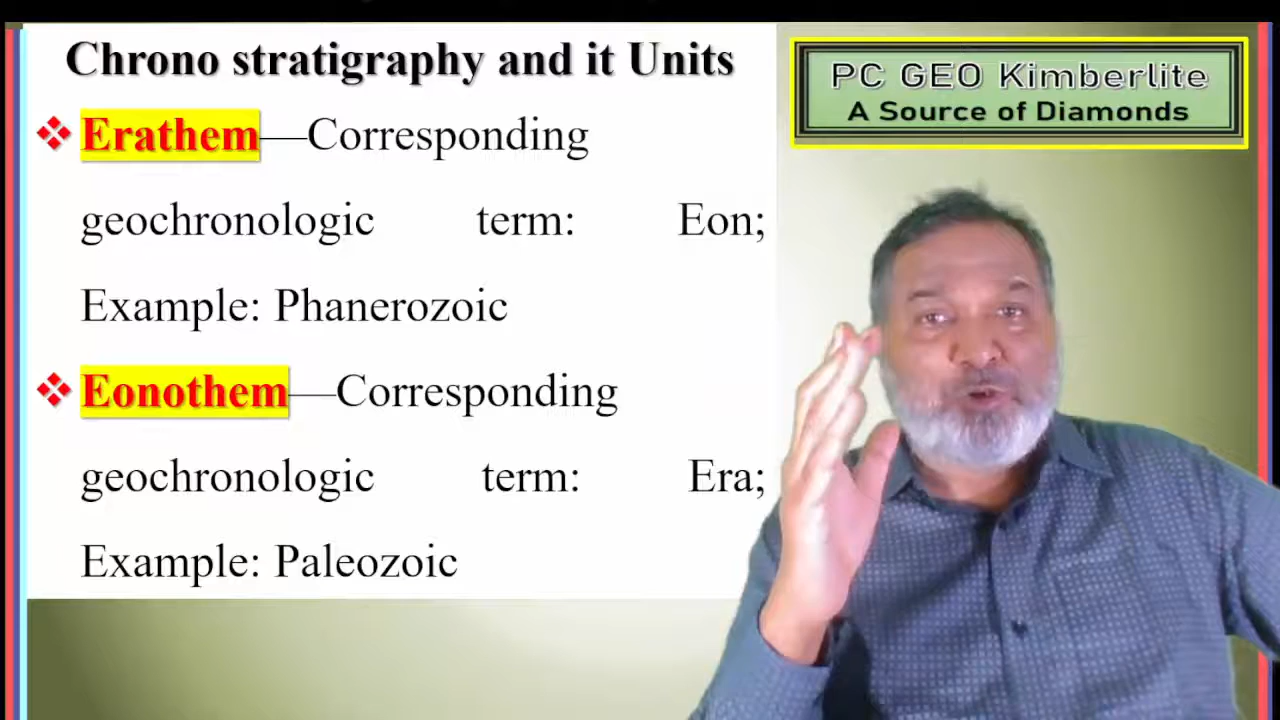 Chrono stratigraphy and it Units
❖ Erathem—Corresponding
geochronologic term: Eon;
Example: Phanerozoic
❖ Eonothem—Corresponding
geochronologic term: Era;
Example: Paleozoic
PC GEO Kimberlite
A Source of Diamonds